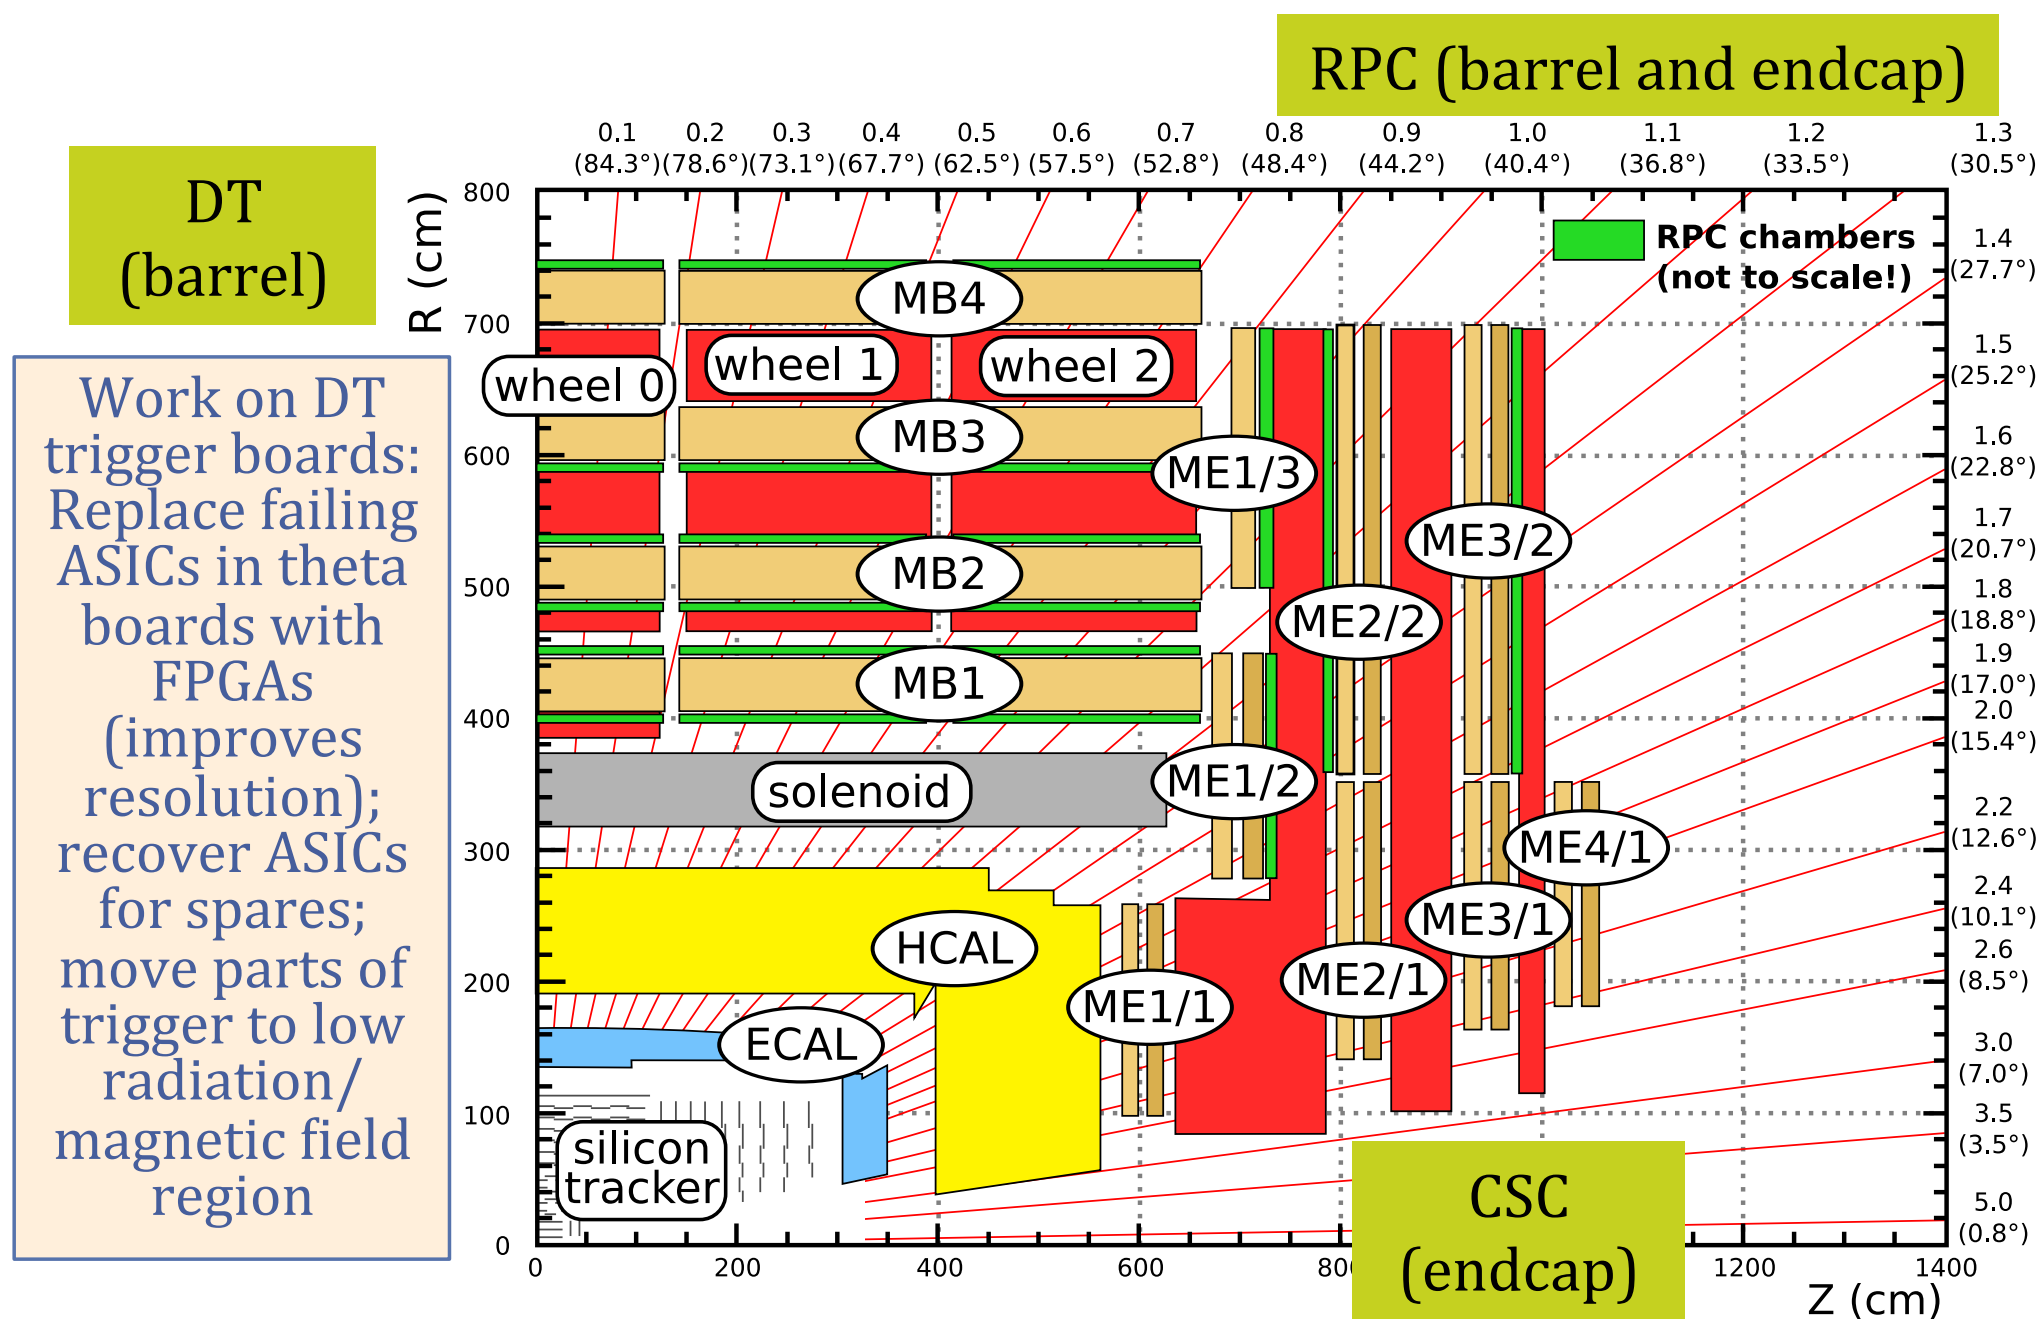 RPC (barrel and endcap)
DT
(barrel)
Work on DT
trigger boards:
Replace failing
ASICs in theta
boards with
FPGAs
(improves
resolution);
recover ASICs
for spares;
move parts of
trigger to low
radiation/
magnetic field
region
0.1 0.2 0.3 0.4 0.5 0.6 0.7 0.8 0.9 1.0 1.1 1.2 1.3
(84.3°) (78.6°) (73.1°) (67.7°) (62.5°) (57.5°) (52.8°) (48.4°) (44.2°) (40.4°) (36.8°) (33.5°) (30.5°)
R (cm)
800
700
600
500
400
300
200
100
0
RPC chambers
(not to scale!)
MB4
wheel 0
wheel 1
wheel 2
MB3
MB2
MB1
solenoid
HCAL
ECAL
silicon
tracker
ME1/3
ME1/2
ME1/1
ME2/2
ME2/1
ME3/2
ME3/1
ME4/1
1.4
(27.7°)
1.5
(25.2°)
1.6
(22.8°)
1.7
(20.7°)
1.8
(18.8°)
1.9
(17.0°)
2.0
(15.4°)
2.2
(12.6°)
2.4
(10.1°)
2.6
(8.5°)
3.0
(7.0°)
3.5
(3.5°)
5.0
(0.8°)
CSC
(endcap)
0 200 400 600 1200 1400
Z (cm)